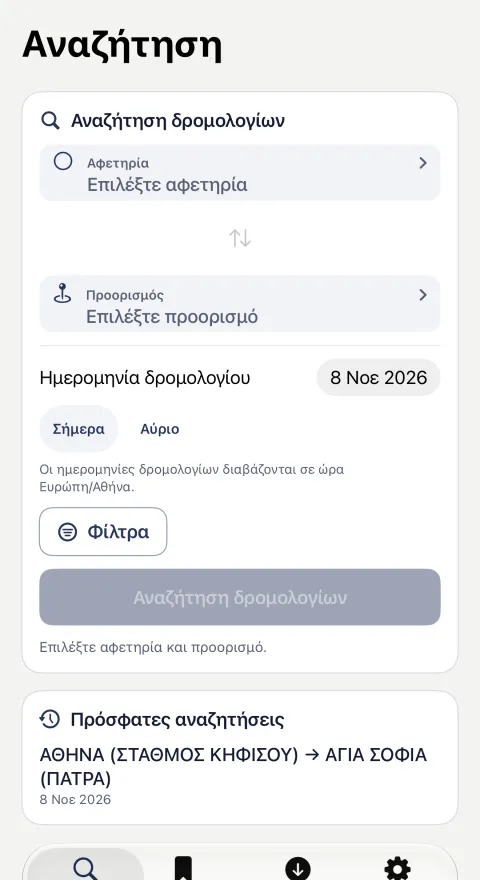 Αναζήτηση
Αναζήτηση δρομολογίων
Αφετηρία
Επιλέξτε αφετηρία
Προορισμός
Επιλέξτε προορισμό
Ημερομηνία δρομολογίου
8 Νοε 2026
Σήμερα
Αύριο
Οι ημερομηνίες δρομολογίων διαβάζονται σε ώρα
Ευρώπη/Αθήνα.
Φίλτρα
Αναζήτηση δρομολογίων
Επιλέξτε αφετηρία και προορισμό.
Πρόσφατες αναζητήσεις
ΑΘΗΝΑ (ΣΤΑΘΜΟΣ ΚΗΦΙΣΟΥ) → ΑΓΙΑ ΣΟΦΙΑ
(ΠΑΤΡΑ)
8 Νοε 2026